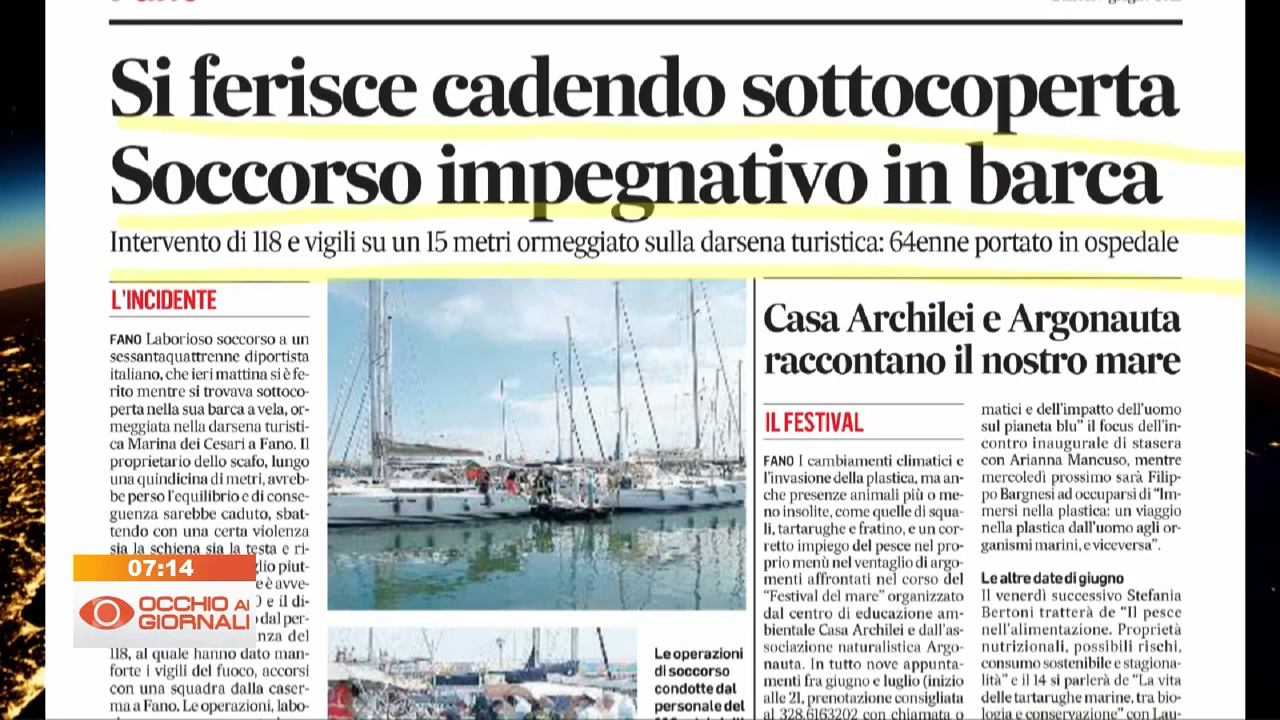 Si ferisce cadendo sottocoperta
Soccorso impegnativo in barca
Intervento di 118 e vigili su un 15 metri ormeggiato sulla darsena turistica: 64enne portato in ospedale
L'INCIDENTE
FANO Laborioso soccorso a un
sessantaquattrenne diportista
italiano, che ieri mattina si è fe-
rito mentre si trovava sottoco-
perta nella sua barca a vela, or-
meggiata nella darsena turisti-
ca Marina dei Cesari a Fano. Il
proprietario dello scafo, lungo
una quindicina di metri, avreb-
be perso l'equilibrio e di conse-
guenza sarebbe caduto, sbat-
tendo con una certa violenza
sia la schiena sia la testa e ri-
lio piut-
e è avve-
e il di-
dal per-
nza del
118, al quale hanno dato man-
forte i vigili del fuoco, accorsi
con una squadra dalla caser-
ma a Fano. Le operazioni, labo-
07:14
OCCHIO AI
GIORNALI
Le operazioni
di soccorso
condotte dal
personale del
Casa Archilei e Argonauta
raccontano il nostro mare
IL FESTIVAL
FANO I cambiamenti climatici e
l'invasione della plastica, ma an-
che presenze animali più o me-
no insolite, come quelle di squa-
li, tartarughe e fratino, e un cor-
retto impiego del pesce nel pro-
prio menù nel ventaglio di argo-
menti affrontati nel corso del
"Festival del mare" organizzato
dal centro di educazione am-
bientale Casa Archilei e dall'as-
sociazione naturalistica Argo-
nauta. In tutto nove appunta-
menti fra giugno e luglio (inizio
alle 21, prenotazione consigliata
al 328.6163202 con chiamata o
matici e dell'impatto dell'uomo
sul pianeta blu" il focus dell'in-
contro inaugurale di stasera
con Arianna Mancuso, mentre
mercoledì prossimo sarà Filip-
po Bargnesi ad occuparsi di "Im-
mersi nella plastica: un viaggio
nella plastica dall'uomo agli or-
ganismi marini, e viceversa".
Le altre date di giugno
Il venerdì successivo Stefania
Bertoni tratterà de "Il pesce
nell'alimentazione. Proprietà
nutrizionali, possibili rischi,
consumo sostenibile e stagiona-
lità" e il 14 si parlerà de "La vita
delle tartarughe marine, tra bio-
logia e conservazione" con Lau-